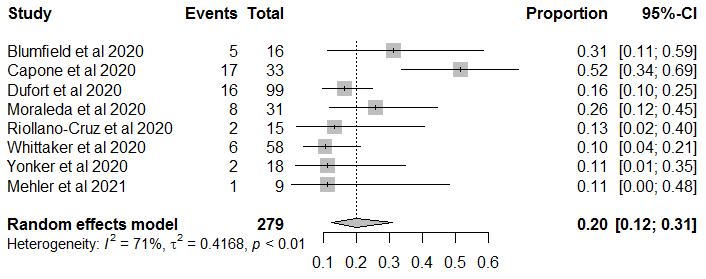 Study Events Total Proportion 95%-CI
Blumfield et al 2020 5 16 0.31 [0.11; 0.59]
Capone et al 2020 17 33 0.52 [0.34; 0.69]
Dufort et al 2020 16 99 0.16 [0.10; 0.25]
Moraleda et al 2020 8 31 0.26 [0.12; 0.45]
Riollano-Cruz et al 2020 2 15 0.13 [0.02; 0.40]
Whittaker et al 2020 6 58 0.10 [0.04; 0.21]
Yonker et al 2020 2 18 0.11 [0.01; 0.35]
Mehler et al 2021 1 9 0.11 [0.00; 0.48]
Random effects model 279 0.20 [0.12; 0.31]
Heterogeneity: I² = 71%, τ² = 0.4168, p < 0.01
0.1 0.2 0.3 0.4 0.5 0.6